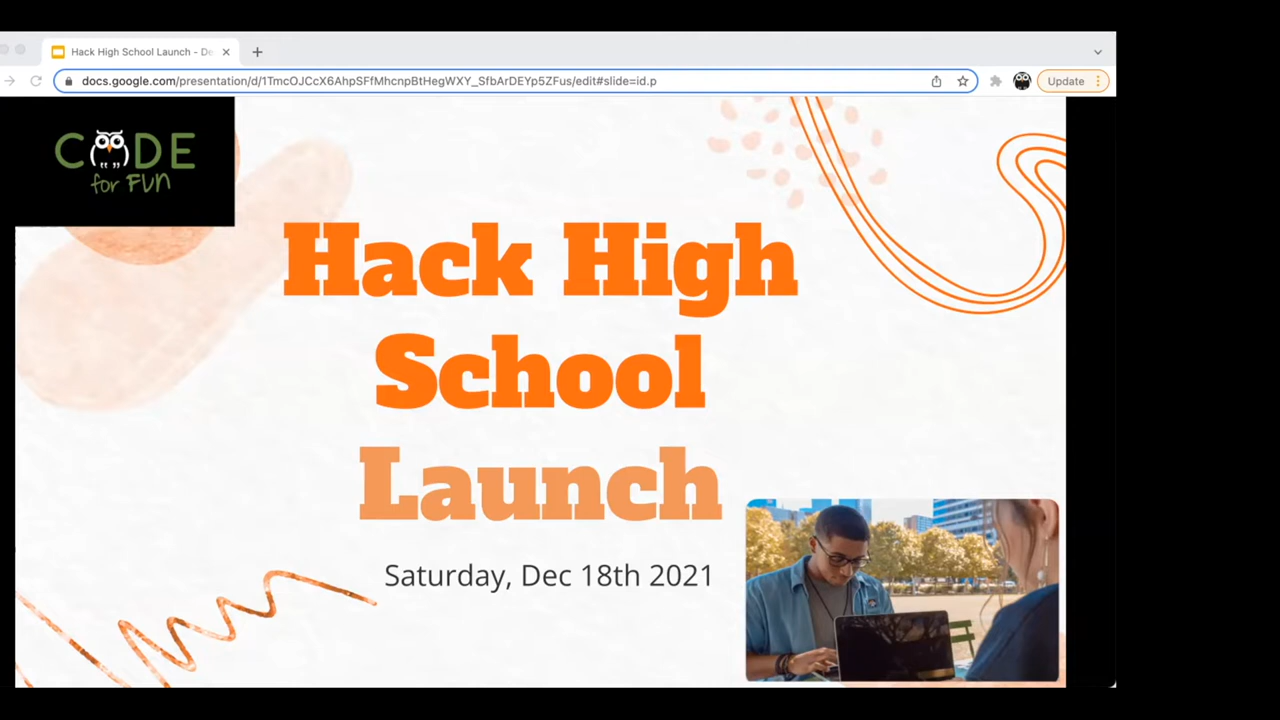 Hack High School Launch - De
docs.google.com/presentation/d/1TmcOJCcX6AhpSFfMhcnpBtHegWXY_SfbArDEYp5ZFus/edit#slide=id.p
Update
CODE
for FUN
Hack High
School
Launch
Saturday, Dec 18th 2021